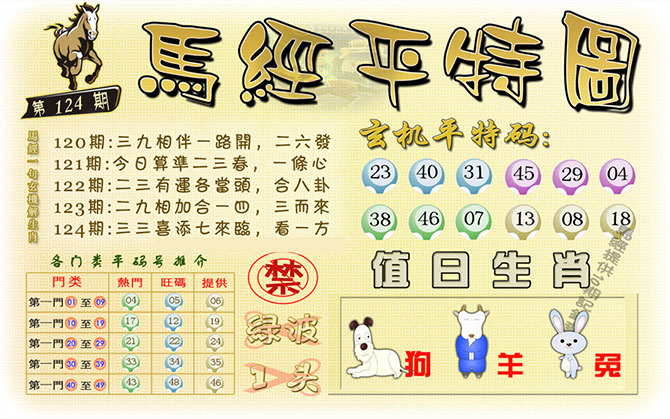 馬經平特圖
第 124 期
馬經一句玄機解生肖
120期:三九相伴一路開，二六發
121期:今日算準二三春，一條心
122期:二三有運各當頭，合八卦
123期:二九相加合一四，三而來
124期:三三喜添七來臨，看一方
玄机平特码:
23 40 31 45 29 04
38 46 07 13 08 18
各门类平码号推介
門类 熱門 旺碼 提供
第一門 01 至 09 04 05 06
第一門 10 至 19 17 12 19
第一門 20 至 29 21 22 24
第一門 30 至 39 33 34 35
第一門 40 至 49 43 48 46
禁
綠波
1头
值日生肖
狗 羊 兔